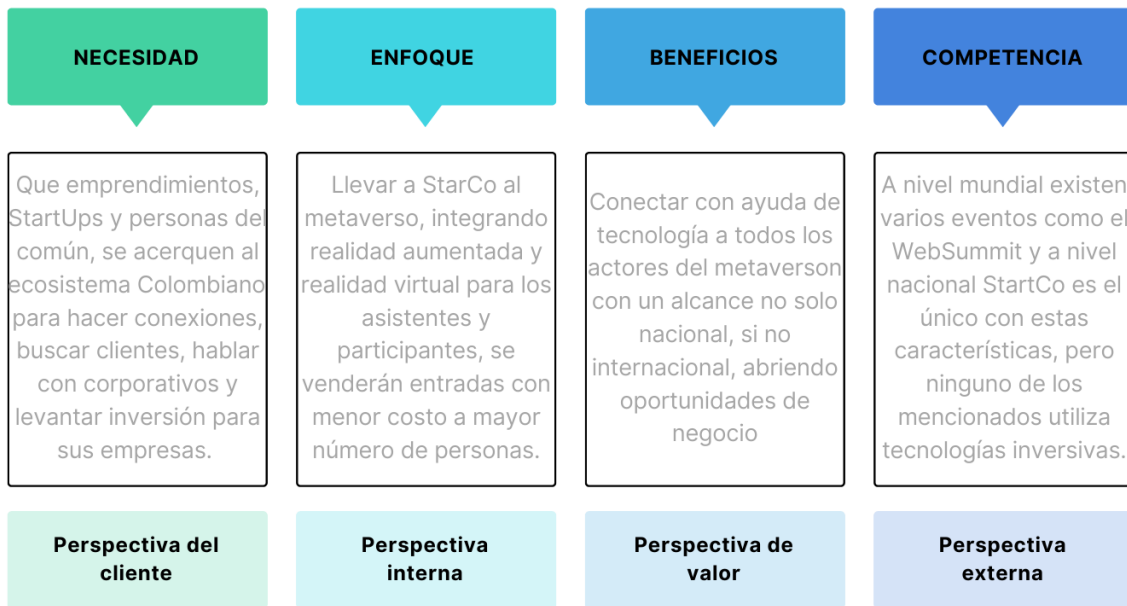 NECESIDAD
Que emprendimientos,
StartUps y personas del
común, se acerquen al
ecosistema Colombiano
para hacer conexiones,
buscar clientes, hablar
con corporativos y
levantar inversión para
sus empresas.
Perspectiva del
cliente
ENFOQUE
Llevar a StarCo al
metaverso, integrando
realidad aumentada y
realidad virtual para los
asistentes y
participantes, se
venderán entradas con
menor costo a mayor
número de personas.
Perspectiva
interna
BENEFICIOS
Conectar con ayuda de
tecnología a todos los
actores del metaverson
con un alcance no solo
nacional, si no
internacional, abriendo
oportunidades de
negocio
Perspectiva de
valor
COMPETENCIA
A nivel mundial existen
varios eventos como el
WebSummit y a nivel
nacional StartCo es el
único con estas
características, pero
ninguno de los
mencionados utiliza
tecnologías inversivas.
Perspectiva
externa